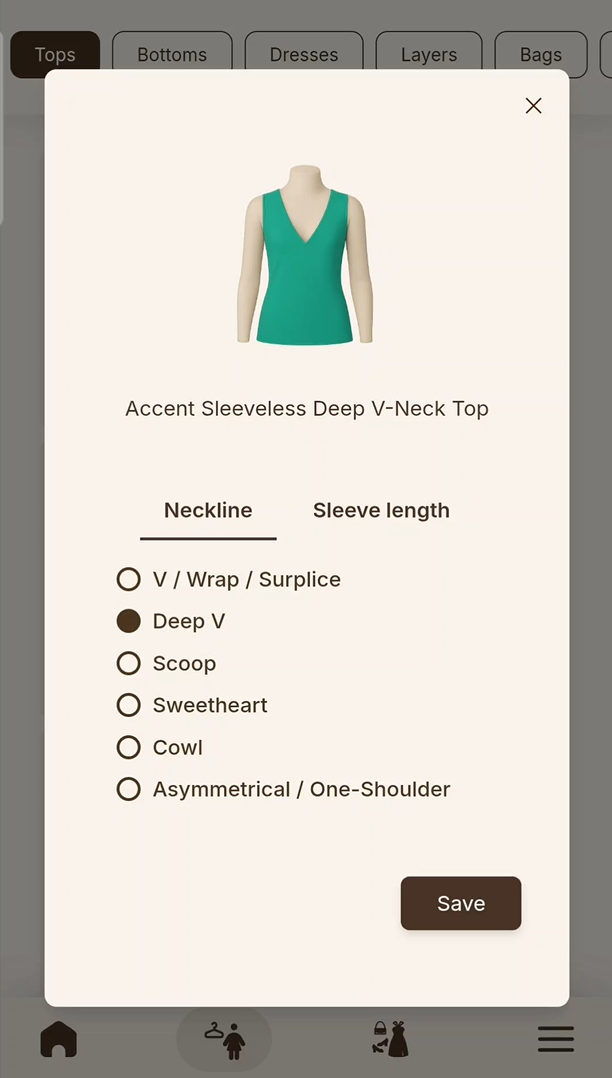 Tops
Bottoms
Dresses
Layers
Bags
Accent Sleeveless Deep V-Neck Top
Neckline
Sleeve length
V / Wrap / Surplice
Deep V
Scoop
Sweetheart
Cowl
Asymmetrical / One-Shoulder
Save